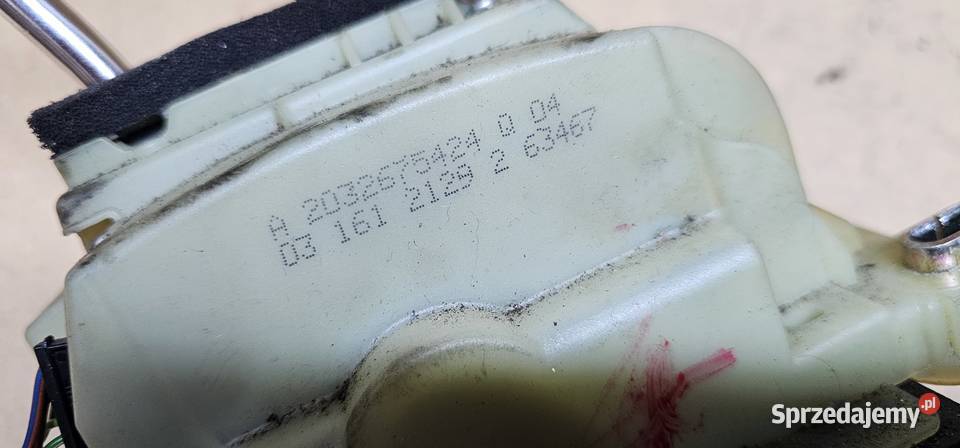 A 2032675424 Q 04
03 161 2129 2 63467
Sprzedajemy.pl